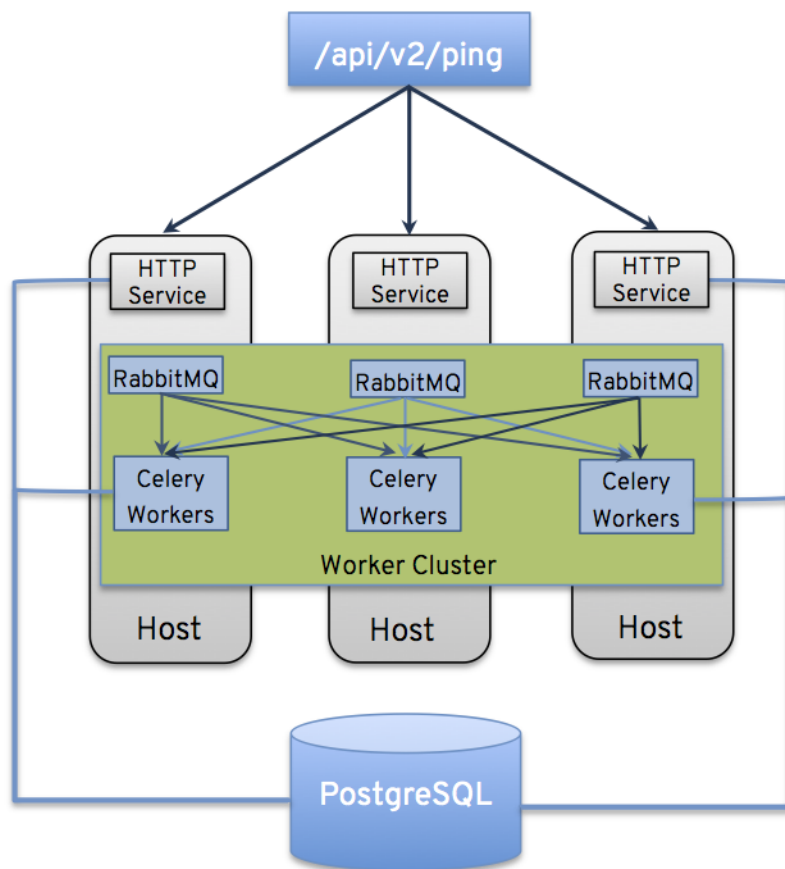 /api/v2/ping
HTTP
Service
HTTP
Service
HTTP
Service
RabbitMQ
RabbitMQ
RabbitMQ
Celery
Workers
Celery
Workers
Celery
Workers
Worker Cluster
Host
Host
Host
PostgreSQL